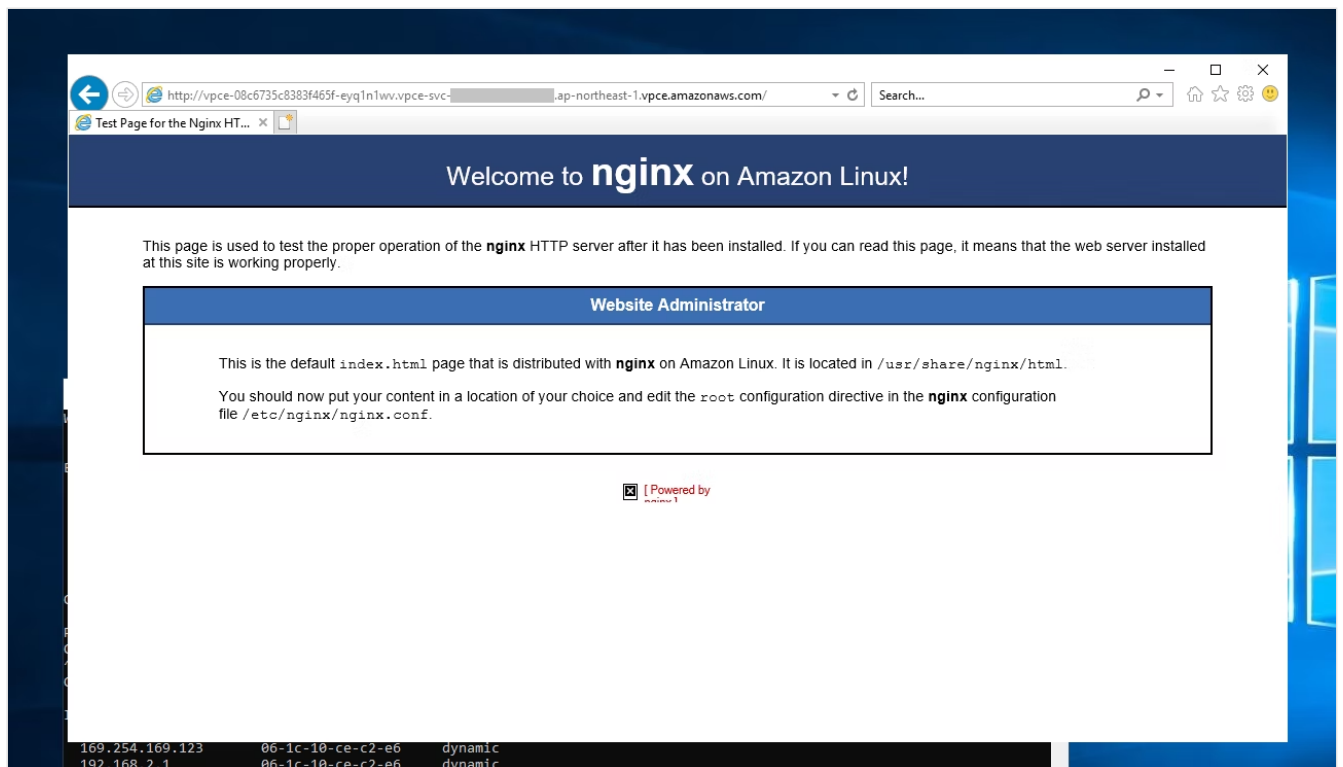 http://vpce-08c6735c8383f465f-eyq1n1wv.vpce-svc- .ap-northeast-1.vpce.amazonaws.com/ Search...
Test Page for the Nginx HT...
Welcome to nginx on Amazon Linux!
This page is used to test the proper operation of the nginx HTTP server after it has been installed. If you can read this page, it means that the web server installed
at this site is working properly.
Website Administrator
This is the default index.html page that is distributed with nginx on Amazon Linux. It is located in /usr/share/nginx/html.
You should now put your content in a location of your choice and edit the root configuration directive in the nginx configuration
file /etc/nginx/nginx.conf.
[ Powered by
nginx ]
169.254.169.123 06-1c-10-ce-c2-e6 dynamic
192.168.2.1 06-1c-10-ce-c2-e6 dynamic